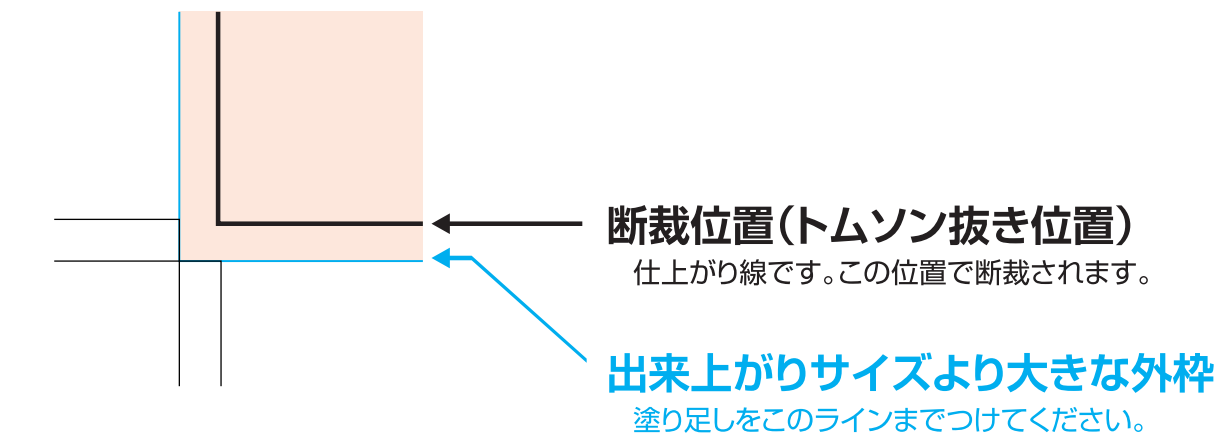 断裁位置（トムソン抜き位置）
仕上がり線です。この位置で断裁されます。
出来上がりサイズより大きな外枠
塗り足しをこのラインまでつけてください。